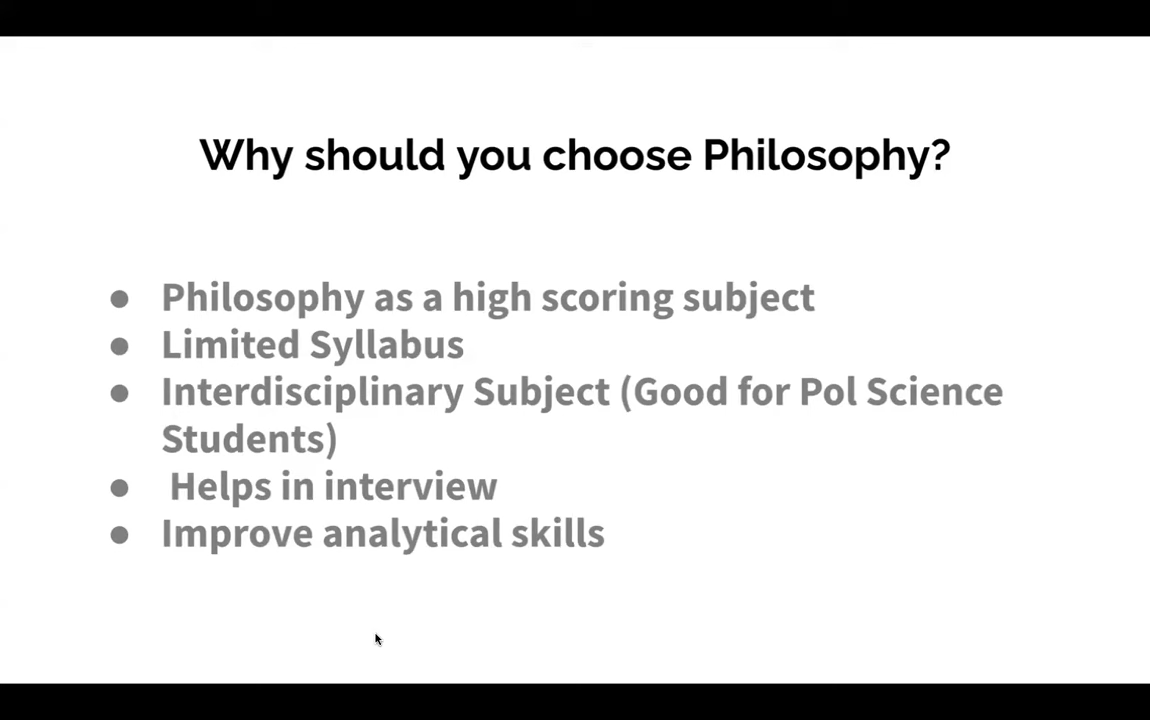 Why should you choose Philosophy?
● Philosophy as a high scoring subject
● Limited Syllabus
● Interdisciplinary Subject (Good for Pol Science
Students)
● Helps in interview
● Improve analytical skills